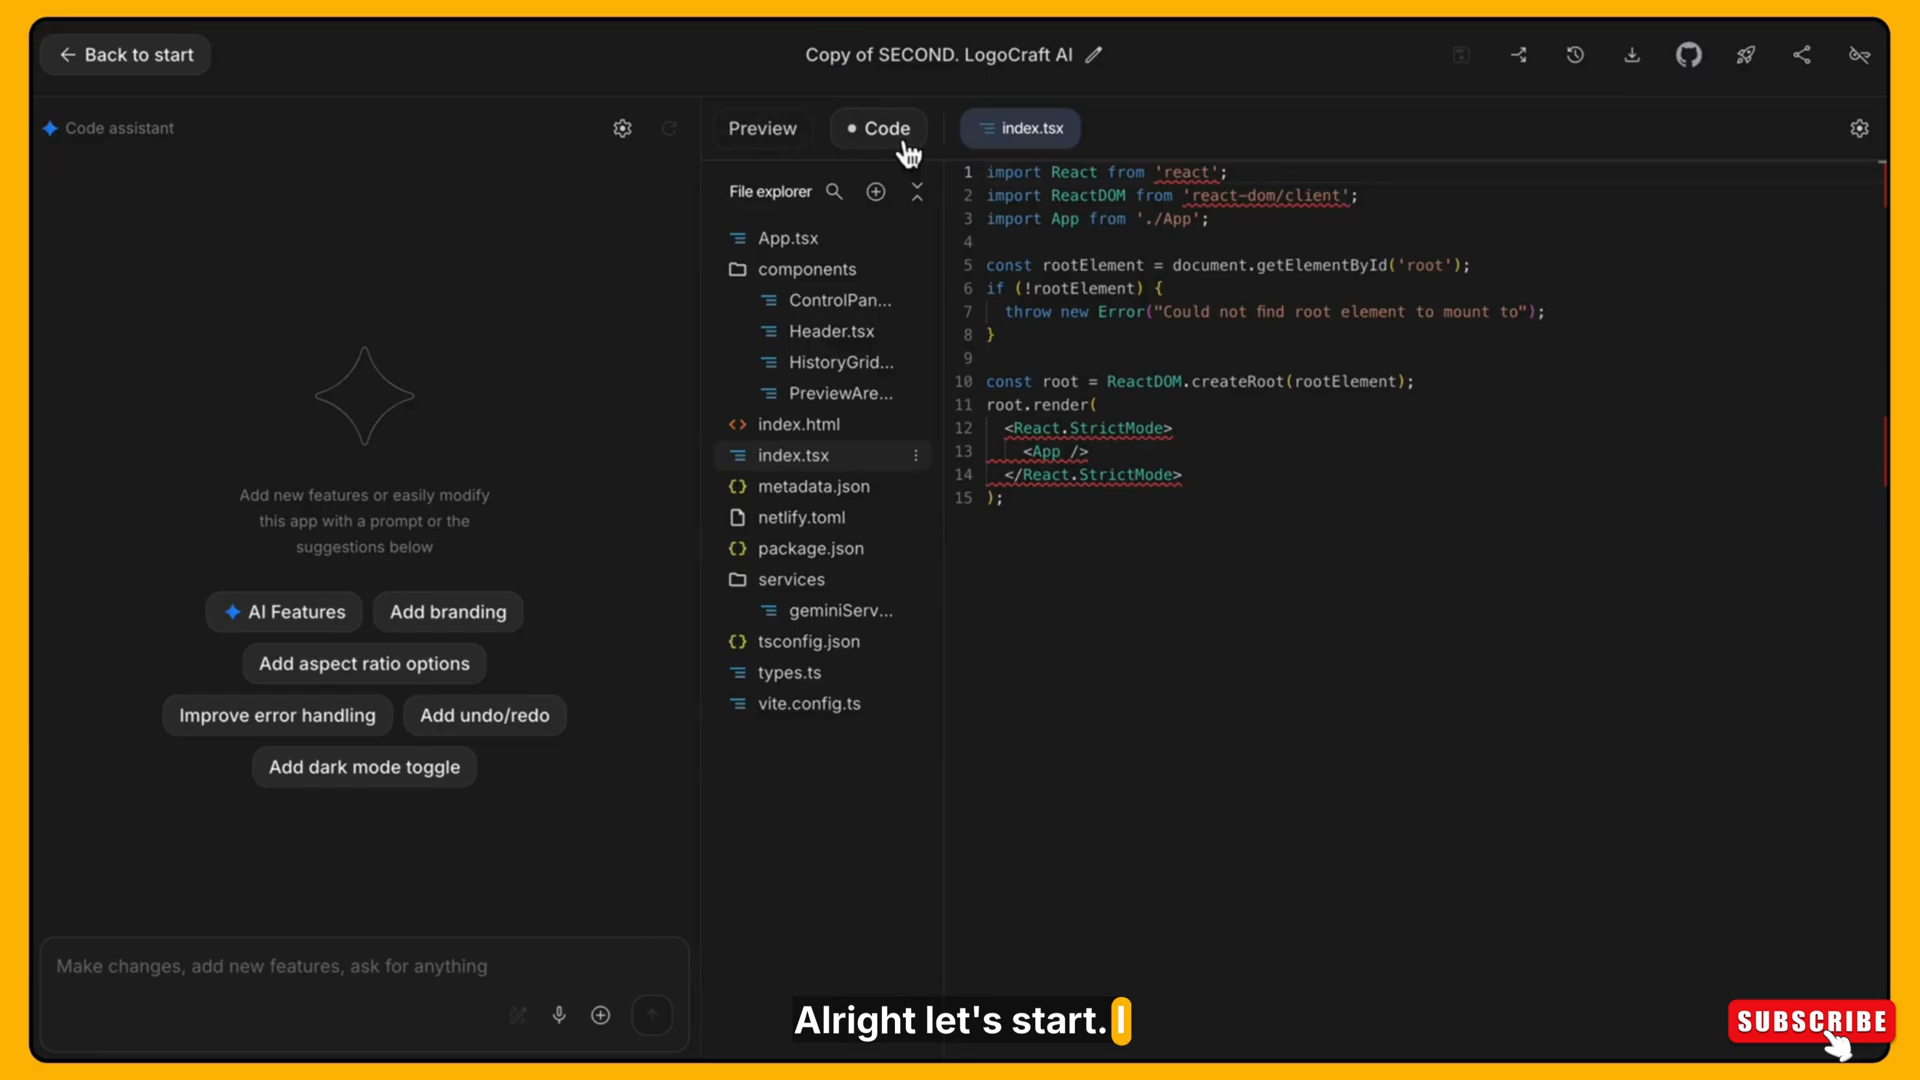 Back to start
Copy of SECOND. LogoCraft AI
Code assistant
Preview
Code
index.tsx
File explorer
App.tsx
components
ControlPan...
Header.tsx
HistoryGrid...
PreviewAre...
index.html
index.tsx
metadata.json
netlify.toml
package.json
services
geminiServ...
tsconfig.json
types.ts
vite.config.ts
1 import React from 'react';
2 import ReactDOM from 'react-dom/client';
3 import App from './App';
4
5 const rootElement = document.getElementById('root');
6 if (!rootElement) {
7 throw new Error("Could not find root element to mount to");
8 }
9
10 const root = ReactDOM.createRoot(rootElement);
11 root.render(
12 <React.StrictMode>
13 <App />
14 </React.StrictMode>
15 );
Add new features or easily modify
this app with a prompt or the
suggestions below
AI Features
Add branding
Add aspect ratio options
Improve error handling
Add undo/redo
Add dark mode toggle
Make changes, add new features, ask for anything
Alright let's start. I
SUBSCRIBE